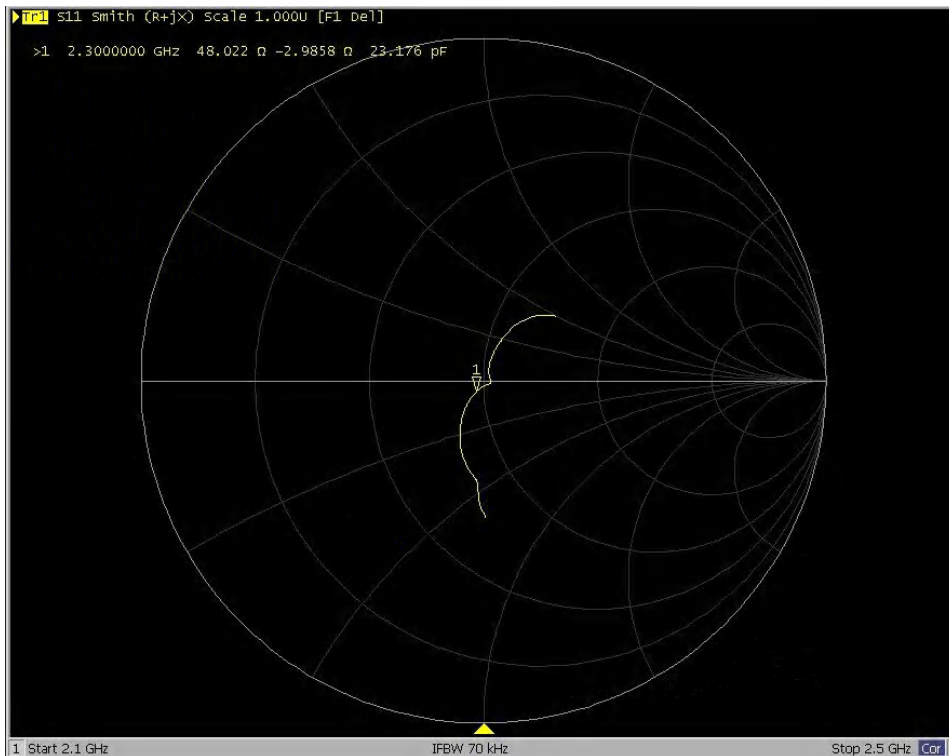 Tr1 S11 Smith (R+jX) Scale 1.000U [F1 Del]
>1 2.3000000 GHz 48.022 Ω -2.9858 Ω 23.176 pF
1
1 Start 2.1 GHz IFBW 70 kHz Stop 2.5 GHz Cor